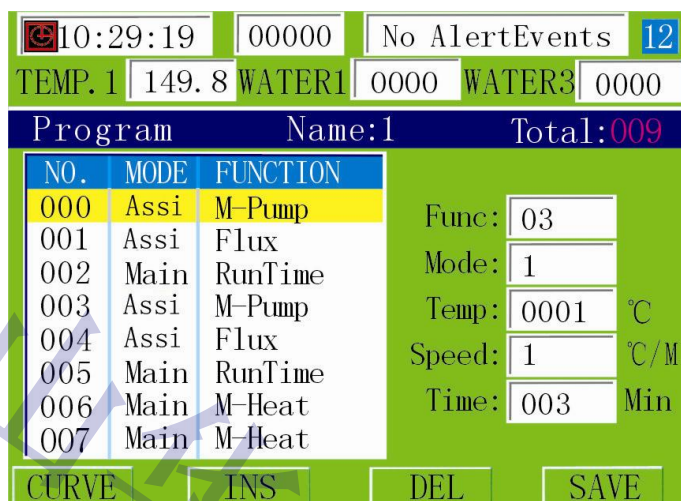 10:29:19 00000 No AlertEvents 12
TEMP.1 149.8 WATER1 0000 WATER3 0000
Program Name:1 Total:009
NO. MODE FUNCTION
000 Assi M-Pump
001 Assi Flux
002 Main RunTime
003 Assi M-Pump
004 Assi Flux
005 Main RunTime
006 Main M-Heat
007 Main M-Heat
Func: 03
Mode: 1
Temp: 0001 ℃
Speed: 1 ℃/M
Time: 003 Min
CURVE INS DEL SAVE